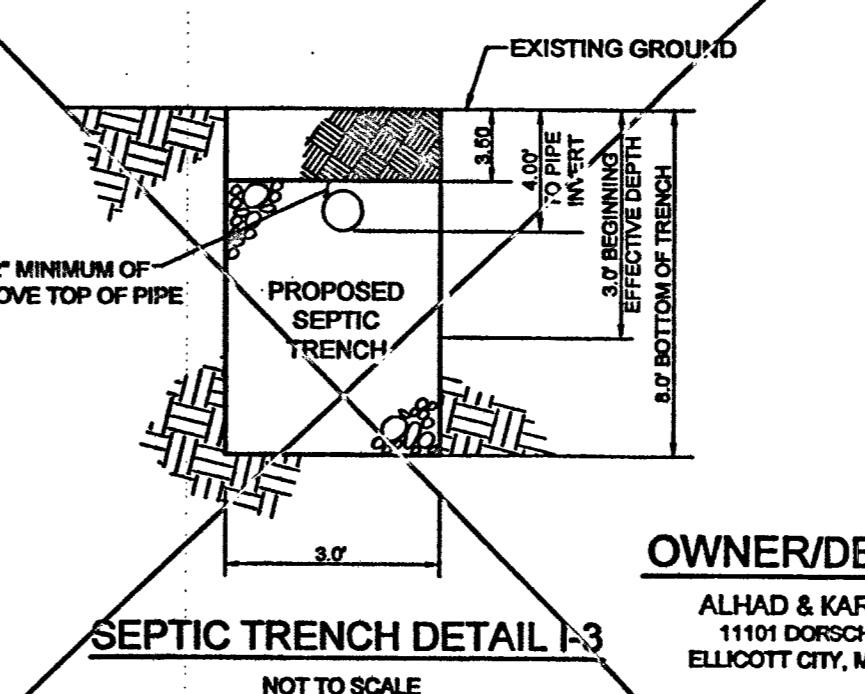 EXISTING GROUND
3.50
4.00'
TO PIPE
INVERT
3.0' BEGINNING
EFFECTIVE DEPTH
8.0' BOTTOM OF TRENCH
2" MINIMUM OF
OVE TOP OF PIPE
PROPOSED
SEPTIC
TRENCH
3.0'
SEPTIC TRENCH DETAIL I-3
NOT TO SCALE
OWNER/DE
ALHAD & KAR
11101 DORSCH
ELLICOTT CITY, M